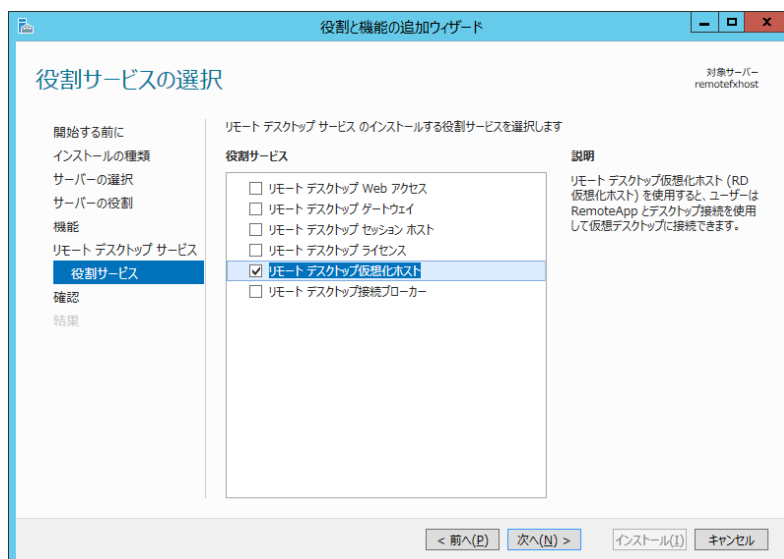 役割と機能の追加ウィザード
役割サービスの選択
対象サーバー
remotefxhost
開始する前に
インストールの種類
サーバーの選択
サーバーの役割
機能
リモート デスクトップ サービス
役割サービス
確認
結果
リモート デスクトップ サービス のインストールする役割サービスを選択します
役割サービス
リモート デスクトップ Web アクセス
リモート デスクトップ ゲートウェイ
リモート デスクトップ セッション ホスト
リモート デスクトップ ライセンス
リモート デスクトップ仮想化ホスト
リモート デスクトップ接続ブローカー
説明
リモート デスクトップ仮想化ホスト (RD
仮想化ホスト) を使用すると、ユーザーは
RemoteApp とデスクトップ接続を使用
して仮想デスクトップに接続できます。
< 前へ(P)
次へ(N) >
インストール(I)
キャンセル